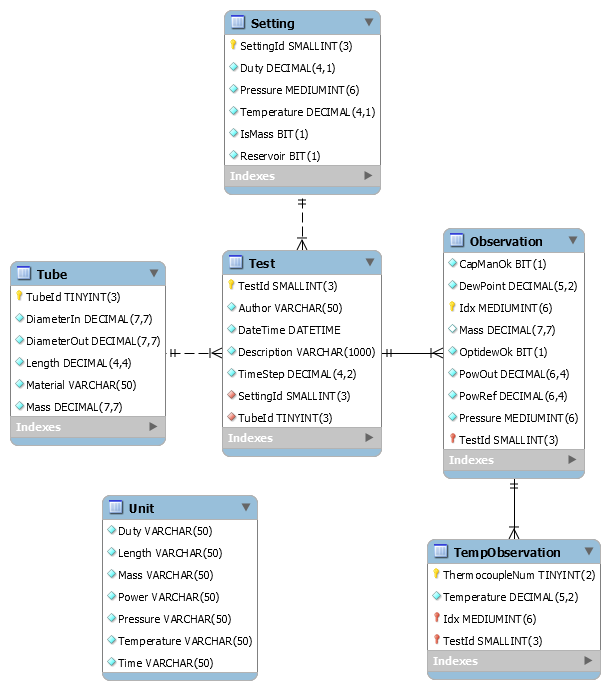 Setting
SettingId SMALLINT(3)
Duty DECIMAL(4,1)
Pressure MEDIUMINT(6)
Temperature DECIMAL(4,1)
IsMass BIT(1)
Reservoir BIT(1)
Indexes
Tube
TubeId TINYINT(3)
DiameterIn DECIMAL(7,7)
DiameterOut DECIMAL(7,7)
Length DECIMAL(4,4)
Material VARCHAR(50)
Mass DECIMAL(7,7)
Indexes
Test
TestId SMALLINT(3)
Author VARCHAR(50)
DateTime DATETIME
Description VARCHAR(1000)
TimeStep DECIMAL(4,2)
SettingId SMALLINT(3)
TubeId TINYINT(3)
Indexes
Observation
CapManOk BIT(1)
DewPoint DECIMAL(5,2)
Idx MEDIUMINT(6)
Mass DECIMAL(7,7)
OptidewOk BIT(1)
PowOut DECIMAL(6,4)
PowRef DECIMAL(6,4)
Pressure MEDIUMINT(6)
TestId SMALLINT(3)
Indexes
Unit
Duty VARCHAR(50)
Length VARCHAR(50)
Mass VARCHAR(50)
Power VARCHAR(50)
Pressure VARCHAR(50)
Temperature VARCHAR(50)
Time VARCHAR(50)
TempObservation
ThermocoupleNum TINYINT(2)
Temperature DECIMAL(5,2)
Idx MEDIUMINT(6)
TestId SMALLINT(3)
Indexes